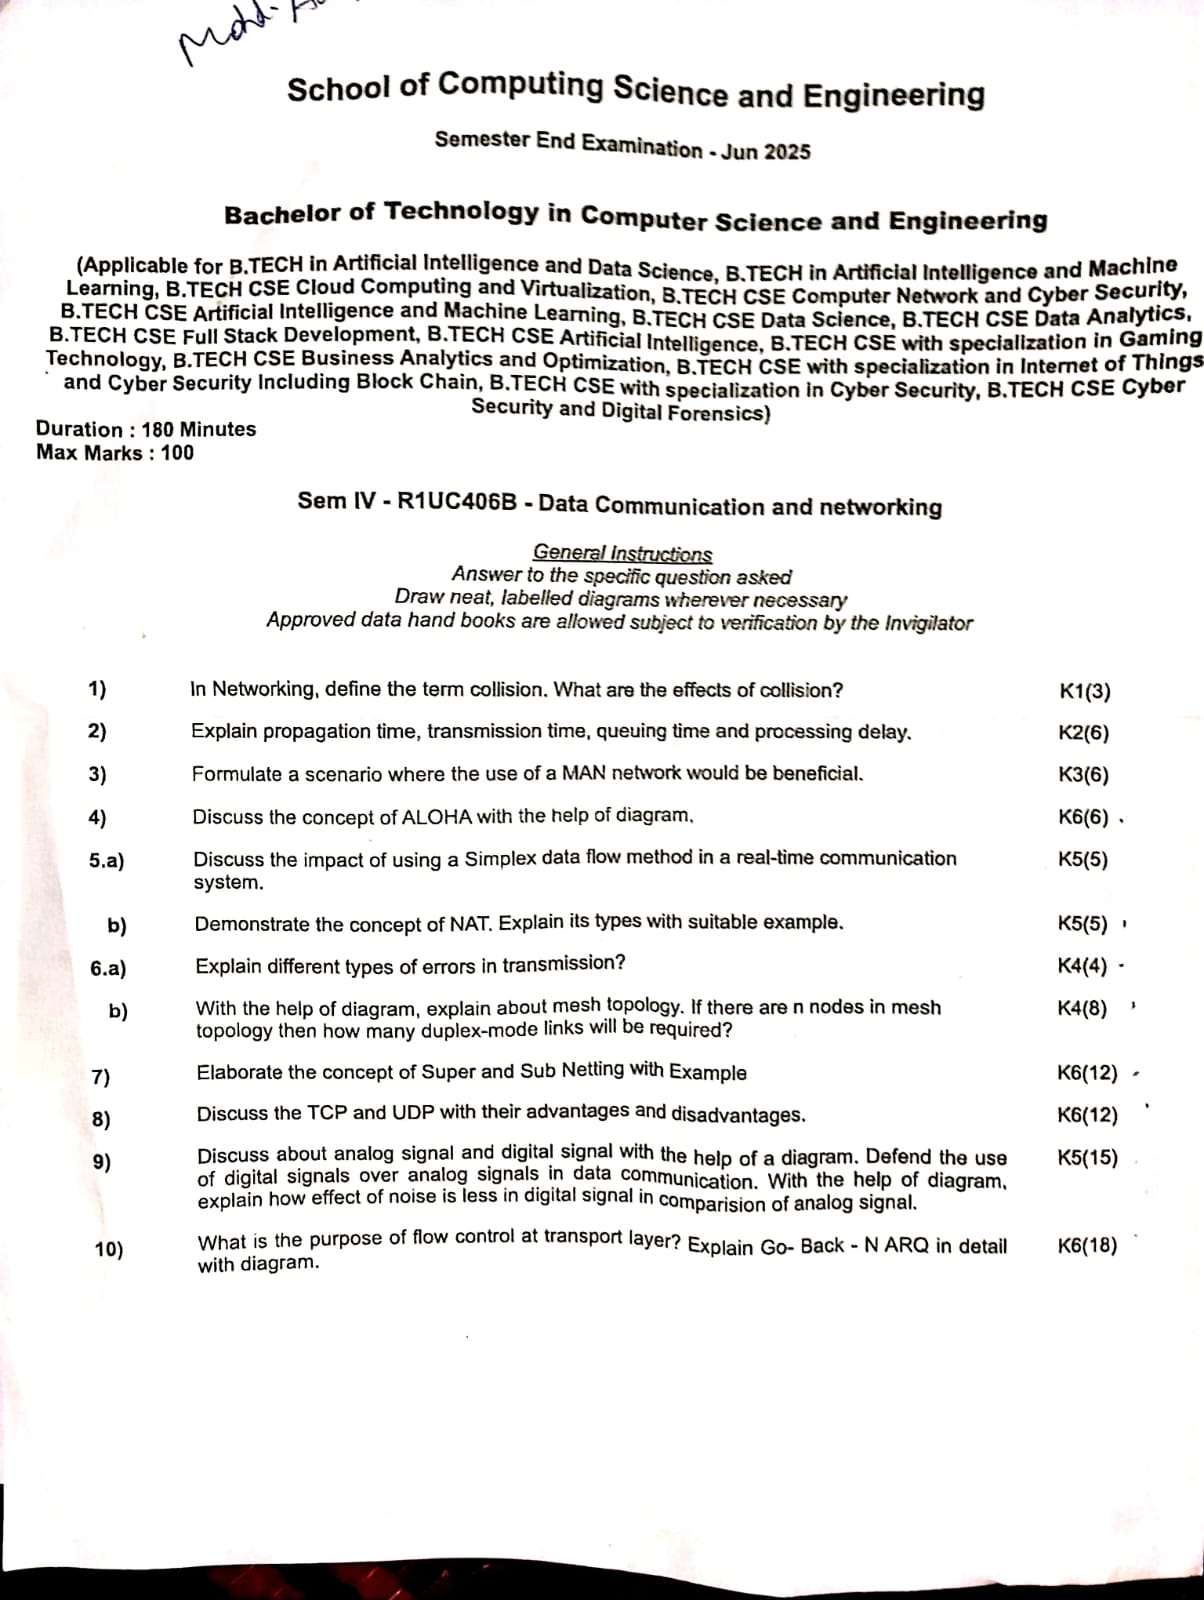 Mohd.
School of Computing Science and Engineering
Semester End Examination - Jun 2025
Bachelor of Technology in Computer Science and Engineering
(Applicable for B.TECH in Artificial Intelligence and Data Science, B.TECH in Artificial Intelligence and Machine
Learning, B.TECH CSE Cloud Computing and Virtualization, B.TECH CSE Computer Network and Cyber Security,
B.TECH CSE Artificial Intelligence and Machine Learning, B.TECH CSE Data Science, B.TECH CSE Data Analytics,
B.TECH CSE Full Stack Development, B.TECH CSE Artificial Intelligence, B.TECH CSE with specialization in Gaming
Technology, B.TECH CSE Business Analytics and Optimization, B.TECH CSE with specialization in Internet of Things
and Cyber Security Including Block Chain, B.TECH CSE with specialization in Cyber Security, B.TECH CSE Cyber
Security and Digital Forensics)
Duration : 180 Minutes
Max Marks : 100
Sem IV - R1UC406B - Data Communication and networking
General Instructions
Answer to the specific question asked
Draw neat, labelled diagrams wherever necessary
Approved data hand books are allowed subject to verification by the Invigilator
1) In Networking, define the term collision. What are the effects of collision? K1(3)
2) Explain propagation time, transmission time, queuing time and processing delay. K2(6)
3) Formulate a scenario where the use of a MAN network would be beneficial. K3(6)
4) Discuss the concept of ALOHA with the help of diagram. K6(6)
5.a) Discuss the impact of using a Simplex data flow method in a real-time communication K5(5)
system.
b) Demonstrate the concept of NAT. Explain its types with suitable example. K5(5)
6.a) Explain different types of errors in transmission? K4(4)
b) With the help of diagram, explain about mesh topology. If there are n nodes in mesh K4(8)
topology then how many duplex-mode links will be required?
7) Elaborate the concept of Super and Sub Netting with Example K6(12)
8) Discuss the TCP and UDP with their advantages and disadvantages. K6(12)
9) Discuss about analog signal and digital signal with the help of a diagram. Defend the use K5(15)
of digital signals over analog signals in data communication. With the help of diagram,
explain how effect of noise is less in digital signal in comparision of analog signal.
10) What is the purpose of flow control at transport layer? Explain Go- Back - N ARQ in detail K6(18)
with diagram.